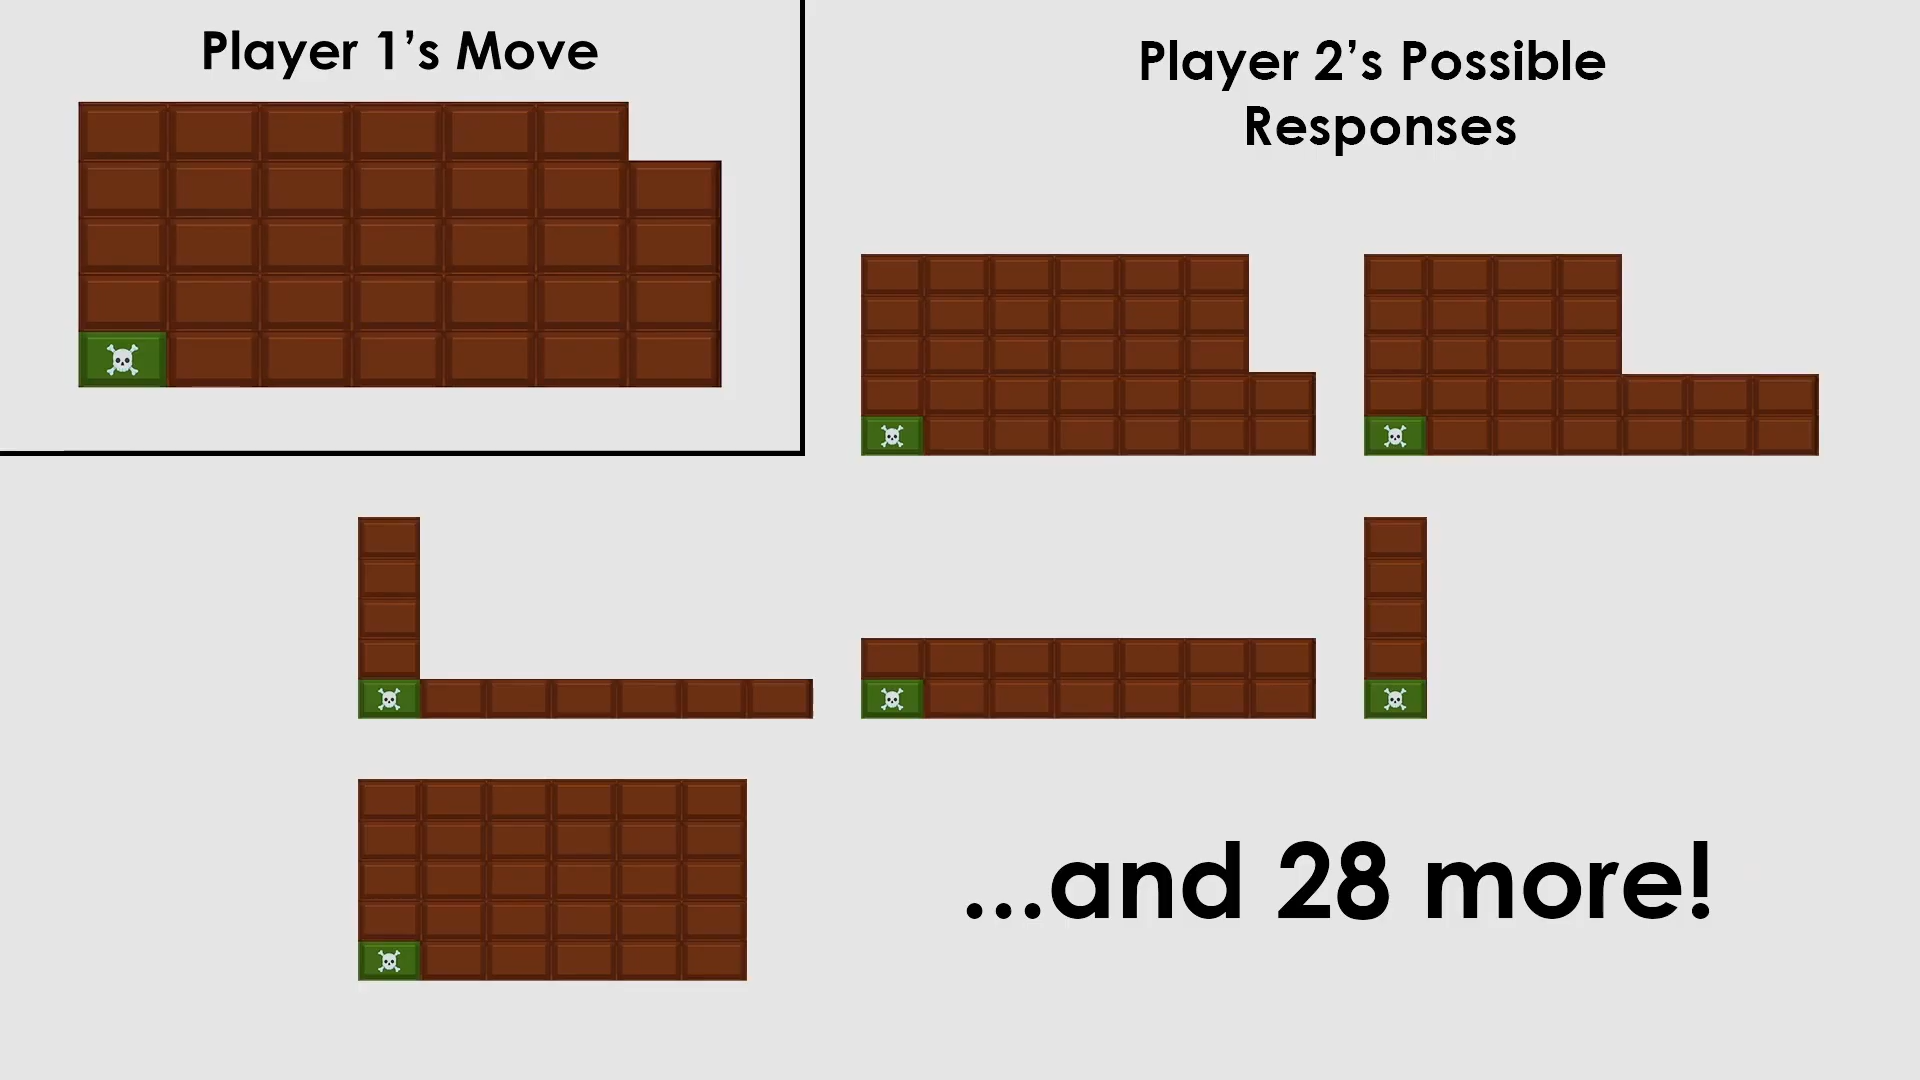 Player 1’s Move
Player 2’s Possible
Responses
...and 28 more!